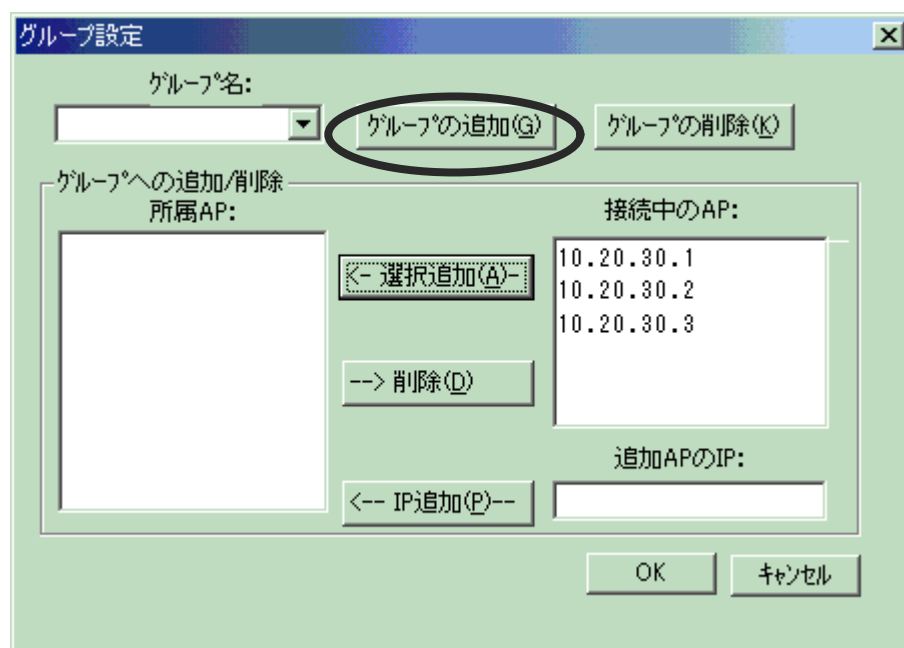 グループ設定
グループ名:
グループの追加(G)
グループの削除(K)
グループへの追加/削除
所属AP:
接続中のAP:
<- 選択追加(A)-
10.20.30.1
10.20.30.2
10.20.30.3
--> 削除(D)
追加APのIP:
<-- IP追加(P)--
OK
キャンセル